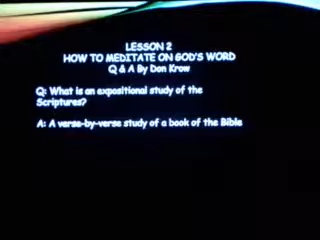 LESSON 2
HOW TO MEDITATE ON GOD'S WORD
Q & A By Don Krow
Q: What is an expositional study of the
Scriptures?
A: A verse-by-verse study of a book of the Bible